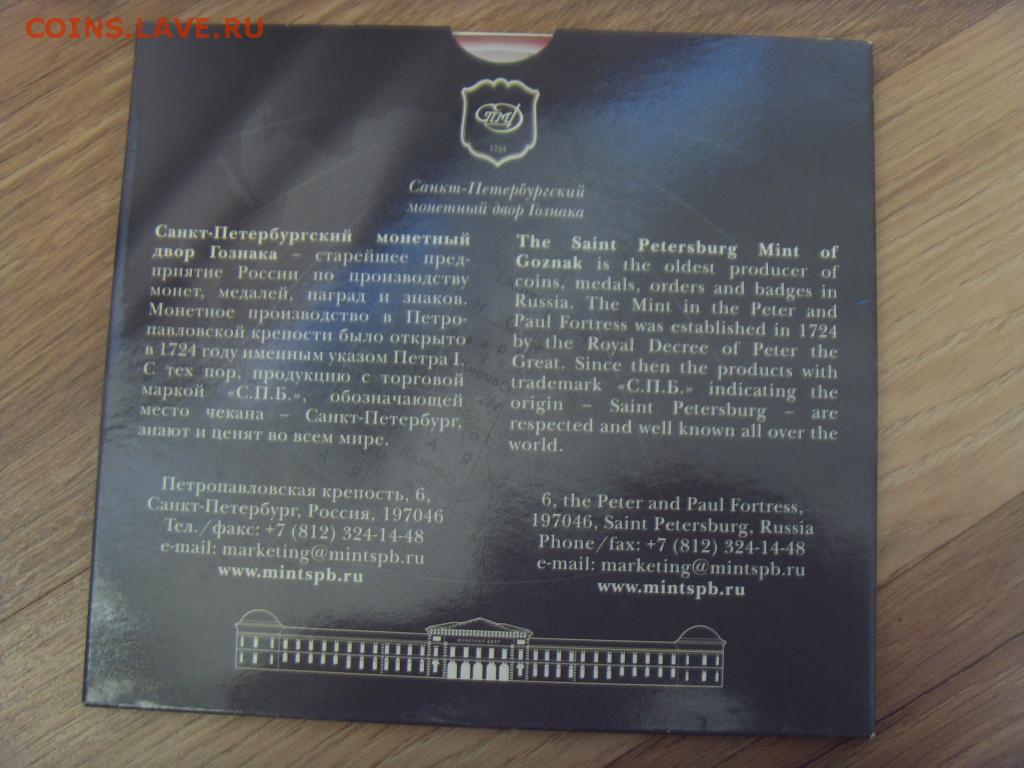 COINS.LAVE.RU
СПМД
1724
Санкт-Петербургский
монетный двор Гознака
Санкт-Петербургский монетный
двор Гознака – старейшее пред-
приятие России по производству
монет, медалей, наград и знаков.
Монетное производство в Петро-
павловской крепости было открыто
в 1724 году именным указом Петра I.
С тех пор, продукцию с торговой
маркой «С.П.Б.», обозначающей
место чекана – Санкт-Петербург,
знают и ценят во всем мире.
Петропавловская крепость, 6,
Санкт-Петербург, Россия, 197046
Тел./факс: +7 (812) 324-14-48
e-mail: marketing@mintspb.ru
www.mintspb.ru
The Saint Petersburg Mint of
Goznak is the oldest producer of
coins, medals, orders and badges in
Russia. The Mint in the Peter and
Paul Fortress was established in 1724
by the Royal Decree of Peter the
Great. Since then the products with
trademark «С.П.Б.» indicating the
origin – Saint Petersburg – are
respected and well known all over the
world.
6, the Peter and Paul Fortress,
197046, Saint Petersburg, Russia
Phone/fax: +7 (812) 324-14-48
e-mail: marketing@mintspb.ru
www.mintspb.ru
МОНЕТНЫЙ ДВОР